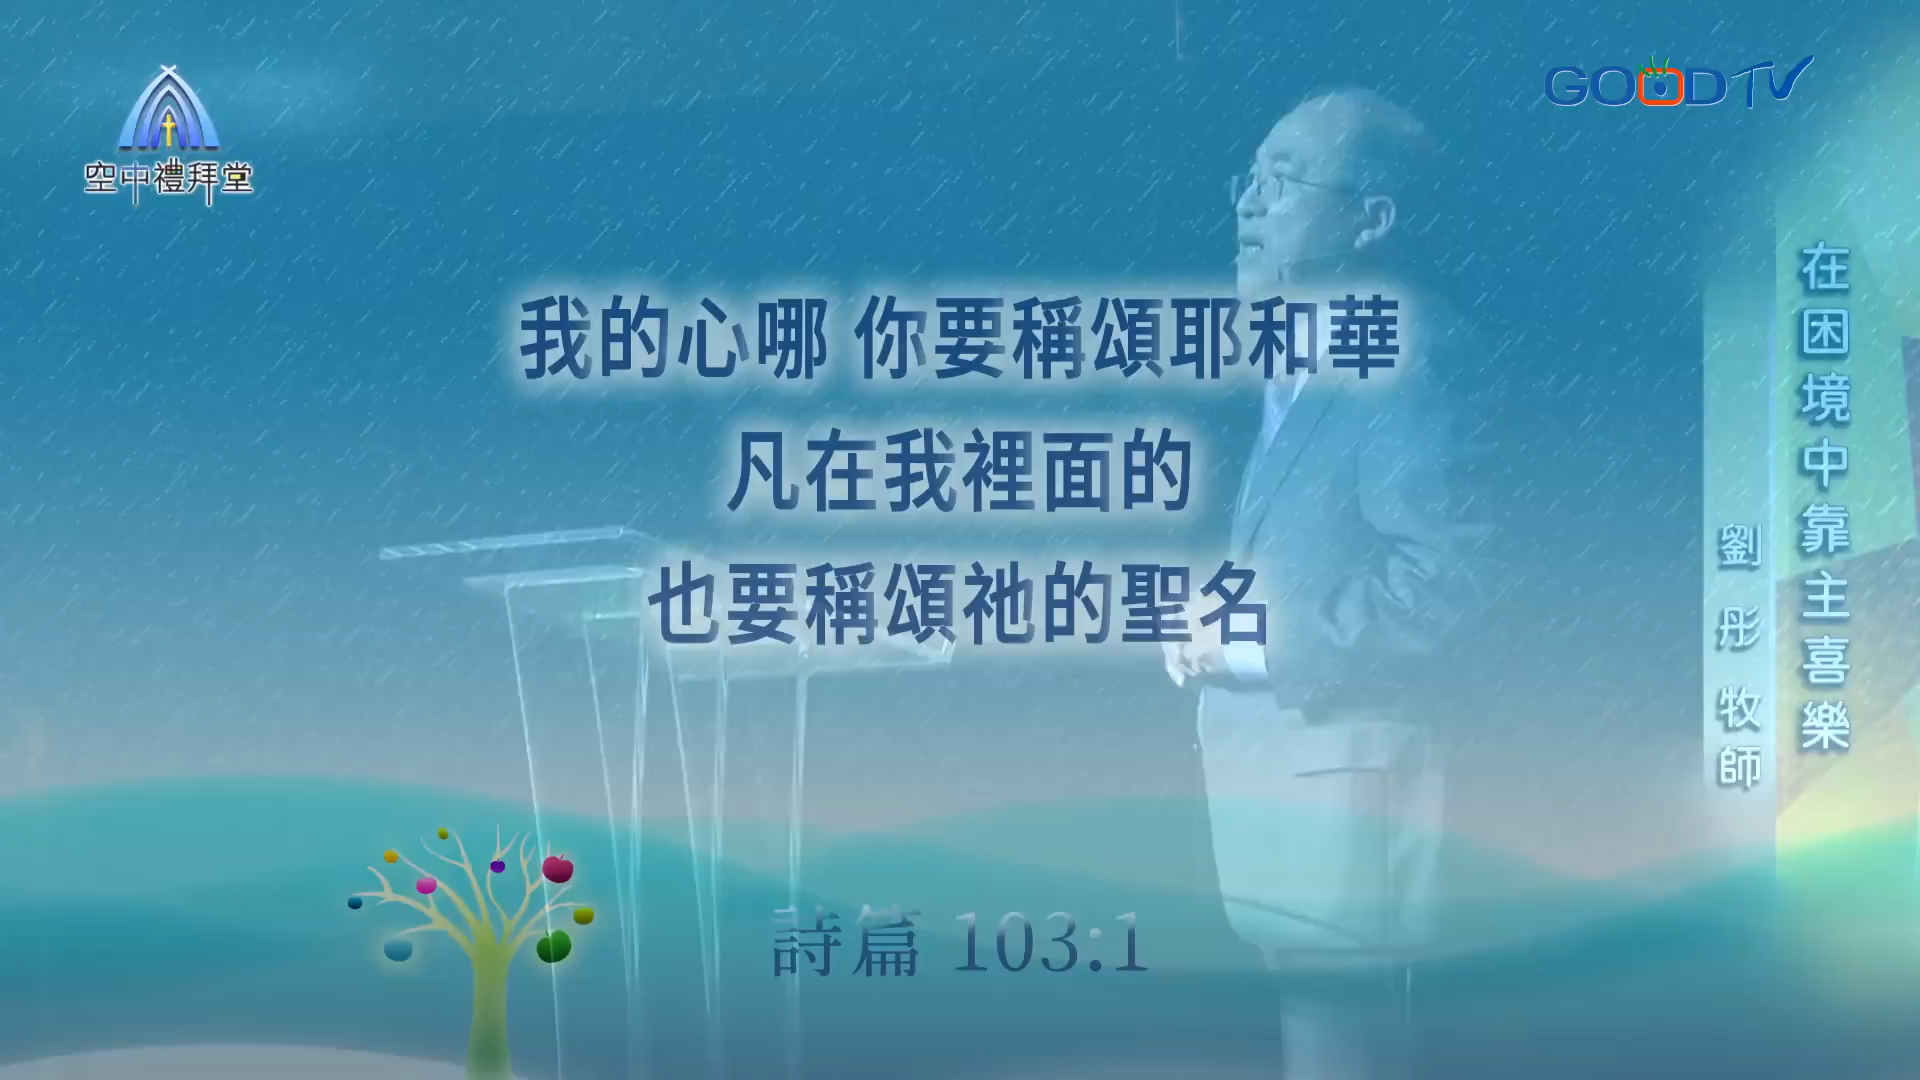 空中禮拜堂
GOODTV
我的心哪 你要稱頌耶和華
凡在我裡面的
也要稱頌祂的聖名
詩篇 103:1
在困境中靠主喜樂
劉彤牧師